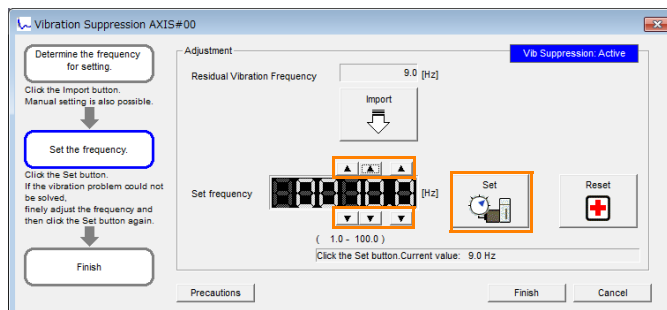 Vibration Suppression AXIS#00
Determine the frequency
for setting.
Click the Import button.
Manual setting is also possible.
Set the frequency.
Click the Set button.
If the vibration problem could not
be solved,
finely adjust the frequency and
then click the Set button again.
Finish
Adjustment
Vib Suppression: Active
Residual Vibration Frequency
9.0 [Hz]
Import
Set frequency
[Hz]
( 1.0 - 100.0 )
Set
Reset
Click the Set button.Current value: 9.0 Hz
Precautions
Finish
Cancel